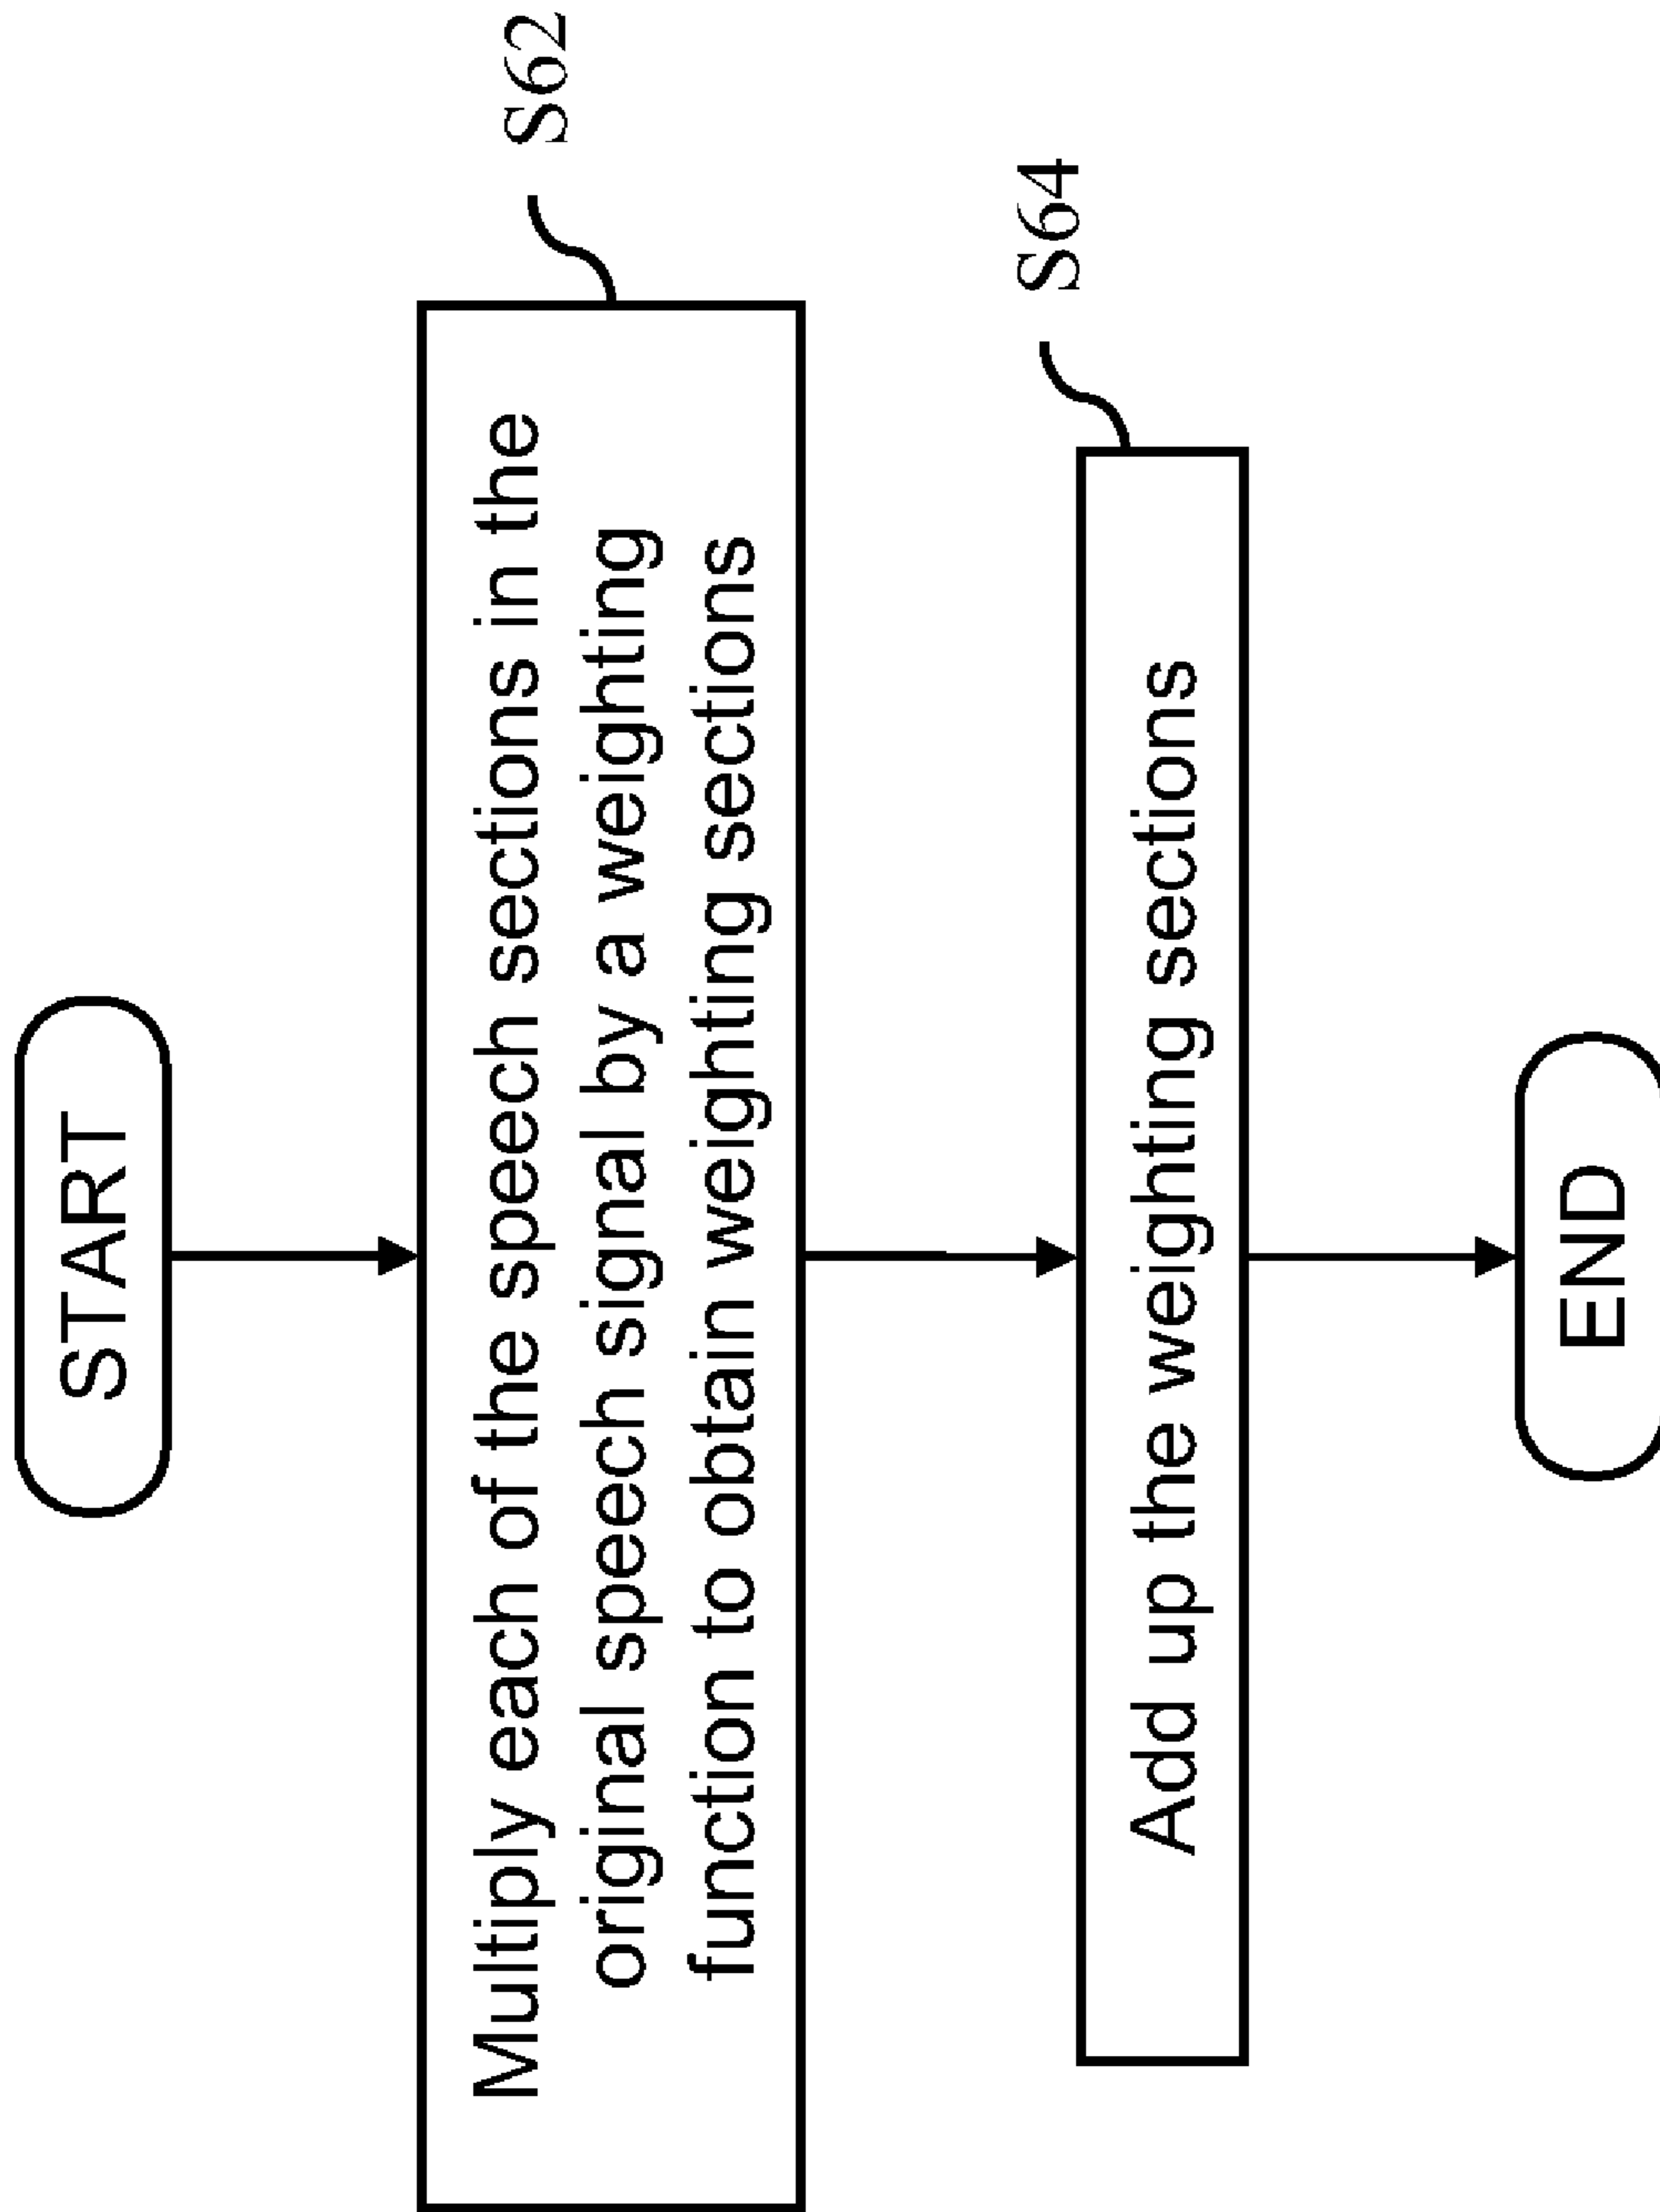 START
Multiply each of the speech sections in the
original speech signal by a weighting
function to obtain weighting sections
S62
Add up the weighting sections
S64
END